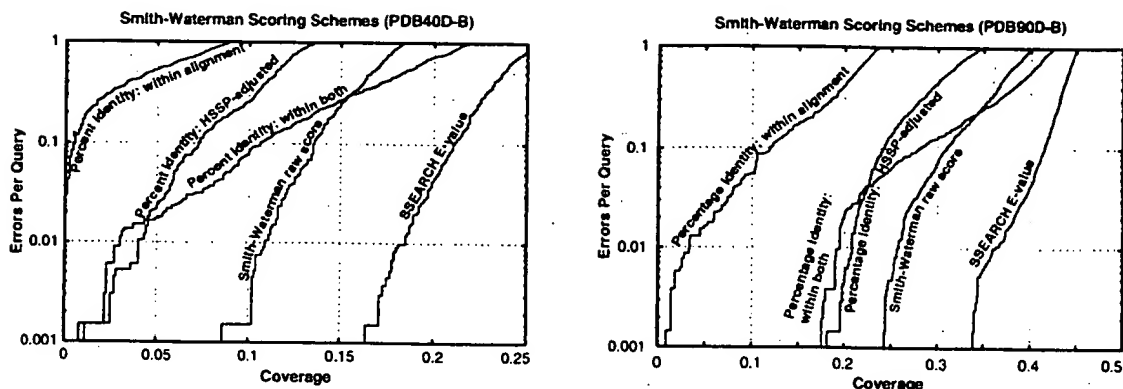 Smith-Waterman Scoring Schemes (PDB40D-B)
Errors Per Query
1
0.1
0.01
0.001
Percent Identity: within alignment
Percent Identity: HSSP-adjusted
Percent Identity: within both
Smith-Waterman raw score
SSEARCH E-value
0
0.05
0.1
0.15
0.2
0.25
Coverage
Smith-Waterman Scoring Schemes (PDB90D-B)
Errors Per Query
1
0.1
0.01
0.001
Percentage Identity: within alignment
Percentage Identity:
within both
Percentage Identity: HSSP-adjusted
Smith-Waterman raw score
SSEARCH E-value
0
0.1
0.2
0.3
0.4
0.5
Coverage